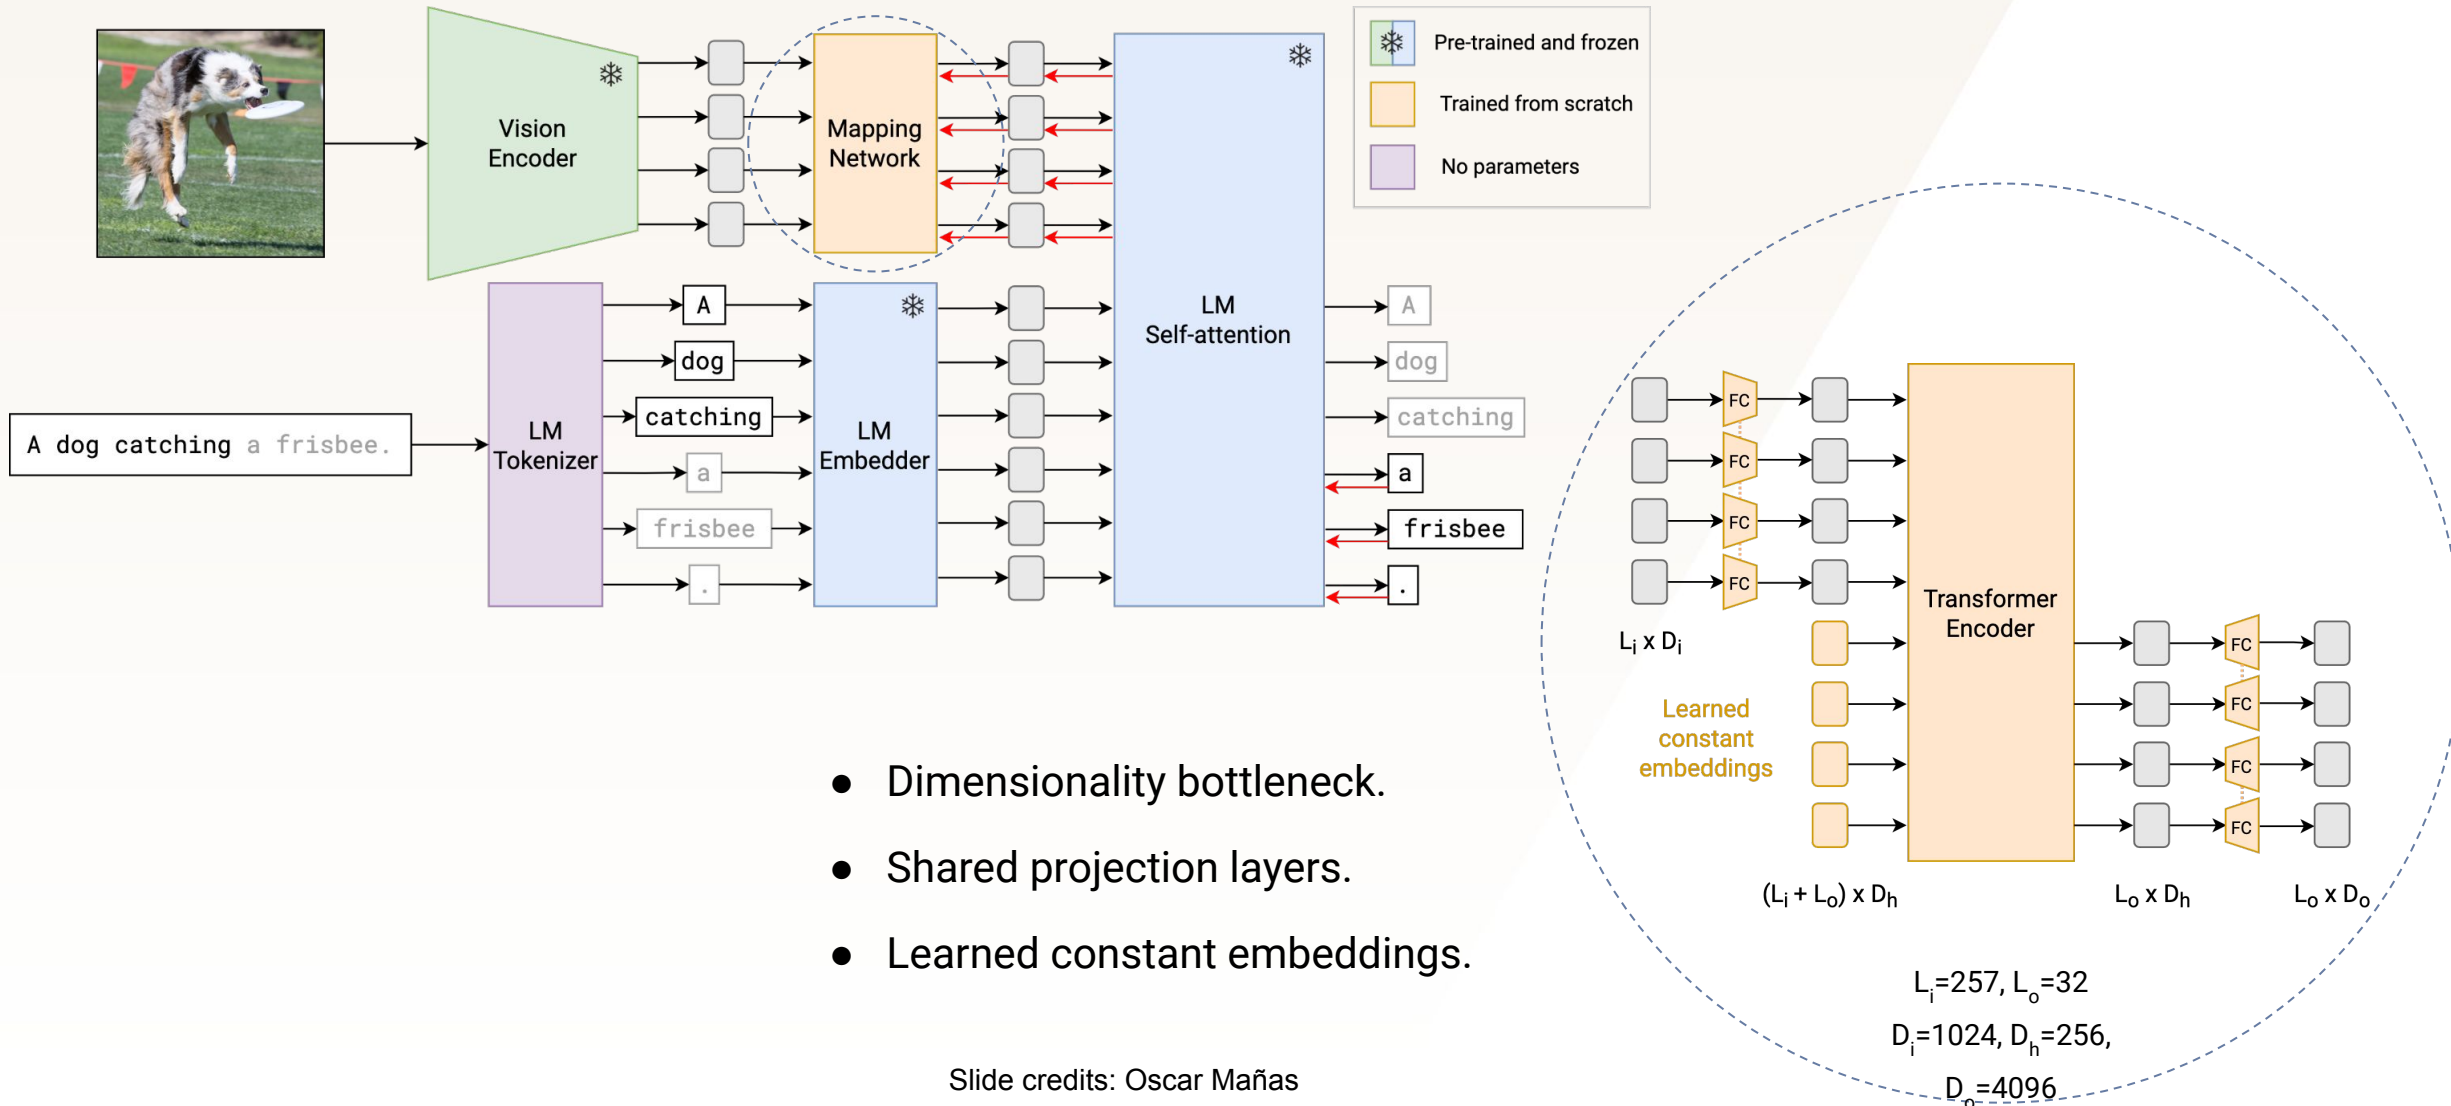 Vision
Encoder
Mapping
Network
LM
Self-attention
Pre-trained and frozen
Trained from scratch
No parameters
A dog catching a frisbee.
LM
Tokenizer
A
dog
catching
a
frisbee
.
LM
Embedder
A
dog
catching
a
frisbee
.
FC
FC
FC
FC
Lᵢ x Dᵢ
Learned
constant
embeddings
Transformer
Encoder
FC
FC
FC
FC
(Lᵢ + Lₒ) x Dₕ
Lₒ x Dₕ
Lₒ x Dₒ
Lᵢ=257, Lₒ=32
Dᵢ=1024, Dₕ=256,
Dₒ=4096
● Dimensionality bottleneck.
● Shared projection layers.
● Learned constant embeddings.
Slide credits: Oscar Mañas